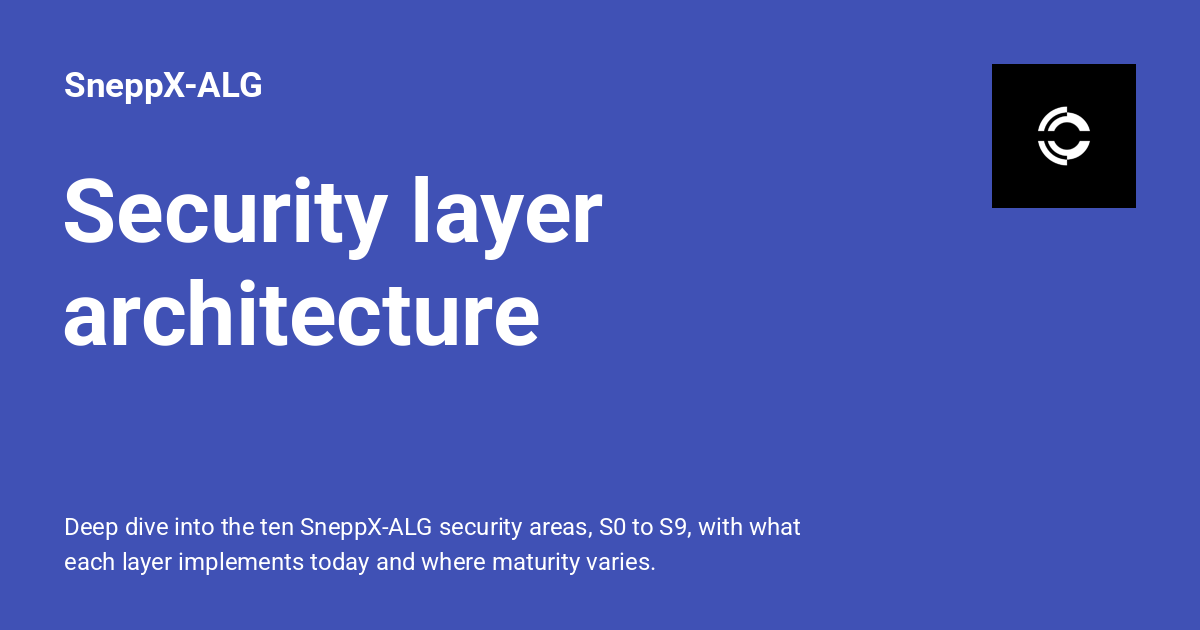 SneppX-ALG
Security layer
architecture
Deep dive into the ten SneppX-ALG security areas, S0 to S9, with what
each layer implements today and where maturity varies.